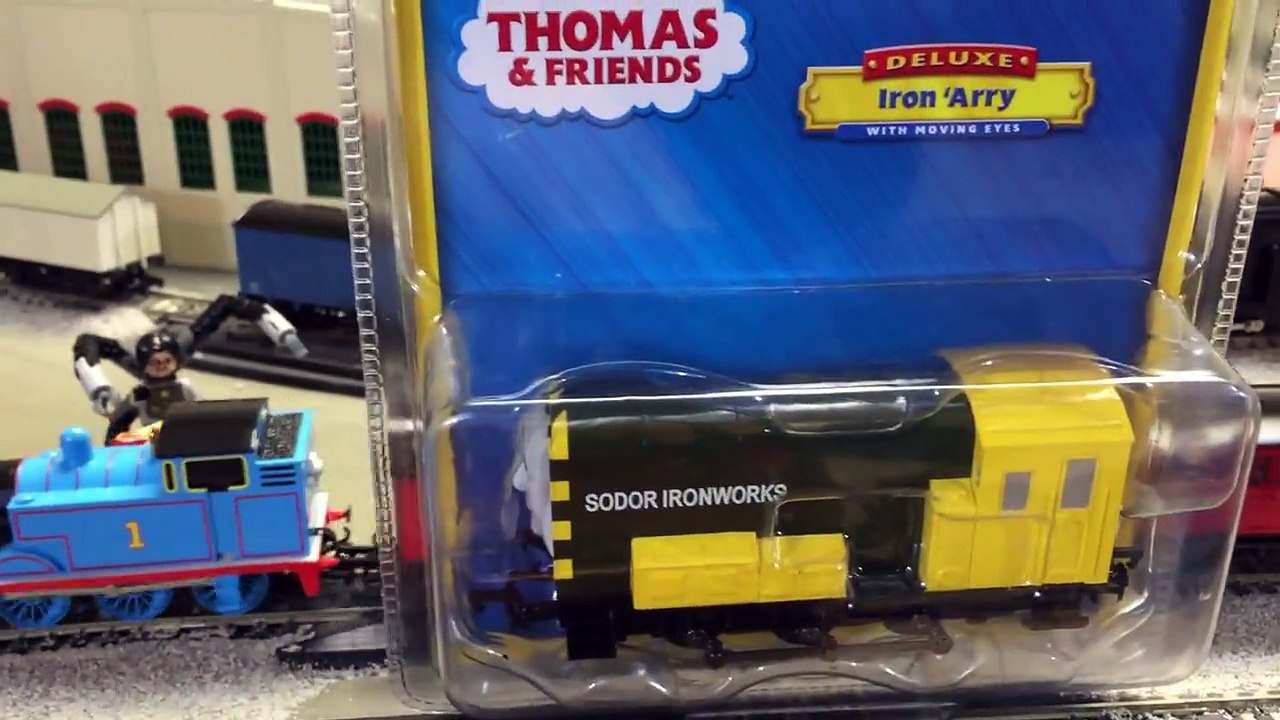 THOMAS
& FRIENDS
DELUXE
Iron ‘Arry
WITH MOVING EYES
SODOR IRONWORKS
1